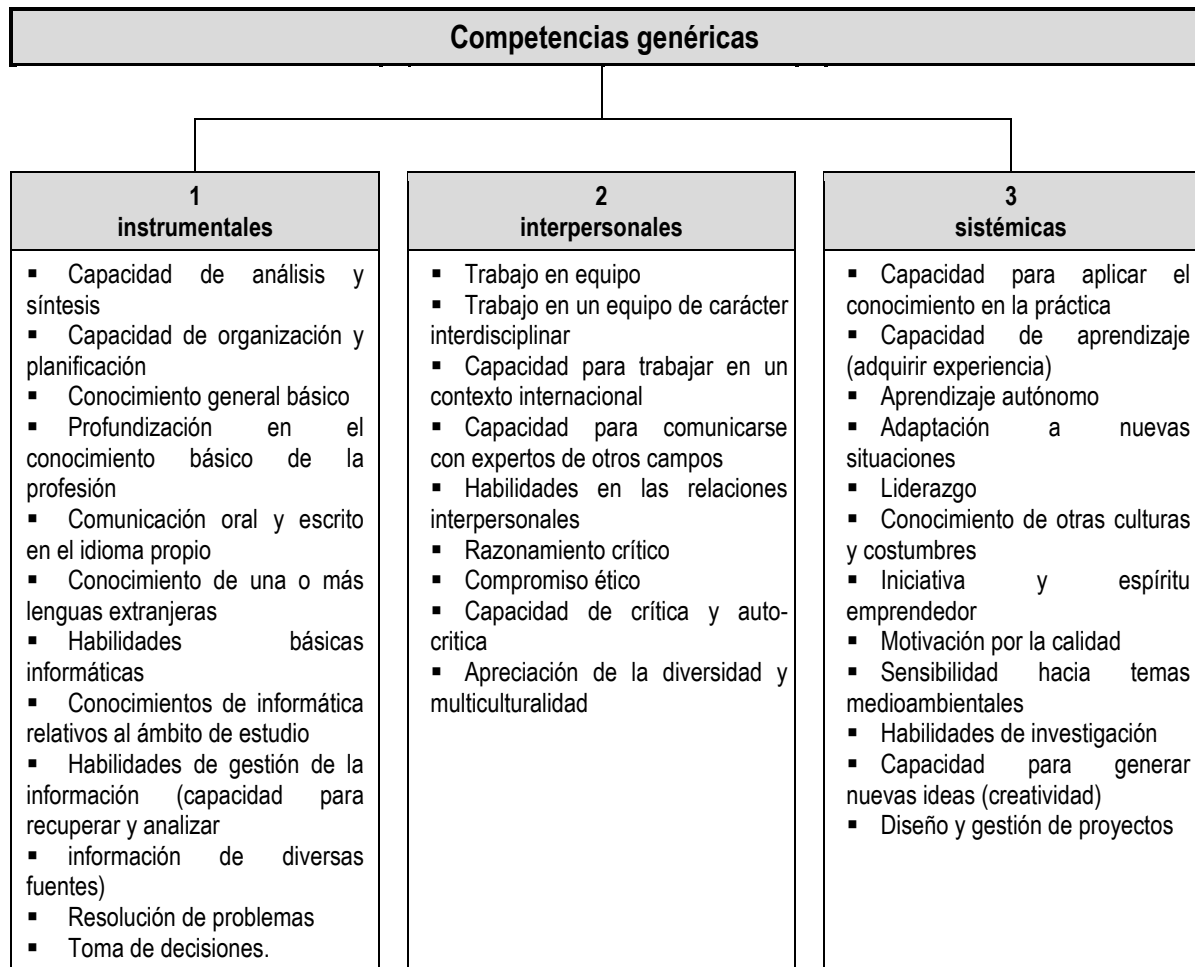 Competencias genéricas
1
instrumentales
▪ Capacidad de análisis y
síntesis
▪ Capacidad de organización y
planificación
▪ Conocimiento general básico
▪ Profundización en el
conocimiento básico de la
profesión
▪ Comunicación oral y escrito
en el idioma propio
▪ Conocimiento de una o más
lenguas extranjeras
▪ Habilidades básicas
informáticas
▪ Conocimientos de informática
relativos al ámbito de estudio
▪ Habilidades de gestión de la
información (capacidad para
recuperar y analizar
▪ información de diversas
fuentes)
▪ Resolución de problemas
▪ Toma de decisiones.
2
interpersonales
▪ Trabajo en equipo
▪ Trabajo en un equipo de carácter
interdisciplinar
▪ Capacidad para trabajar en un
contexto internacional
▪ Capacidad para comunicarse
con expertos de otros campos
▪ Habilidades en las relaciones
interpersonales
▪ Razonamiento crítico
▪ Compromiso ético
▪ Capacidad de crítica y auto-
critica
▪ Apreciación de la diversidad y
multiculturalidad
3
sistémicas
▪ Capacidad para aplicar el
conocimiento en la práctica
▪ Capacidad de aprendizaje
(adquirir experiencia)
▪ Aprendizaje autónomo
▪ Adaptación a nuevas
situaciones
▪ Liderazgo
▪ Conocimiento de otras culturas
y costumbres
▪ Iniciativa y espíritu
emprendedor
▪ Motivación por la calidad
▪ Sensibilidad hacia temas
medioambientales
▪ Habilidades de investigación
▪ Capacidad para generar
nuevas ideas (creatividad)
▪ Diseño y gestión de proyectos